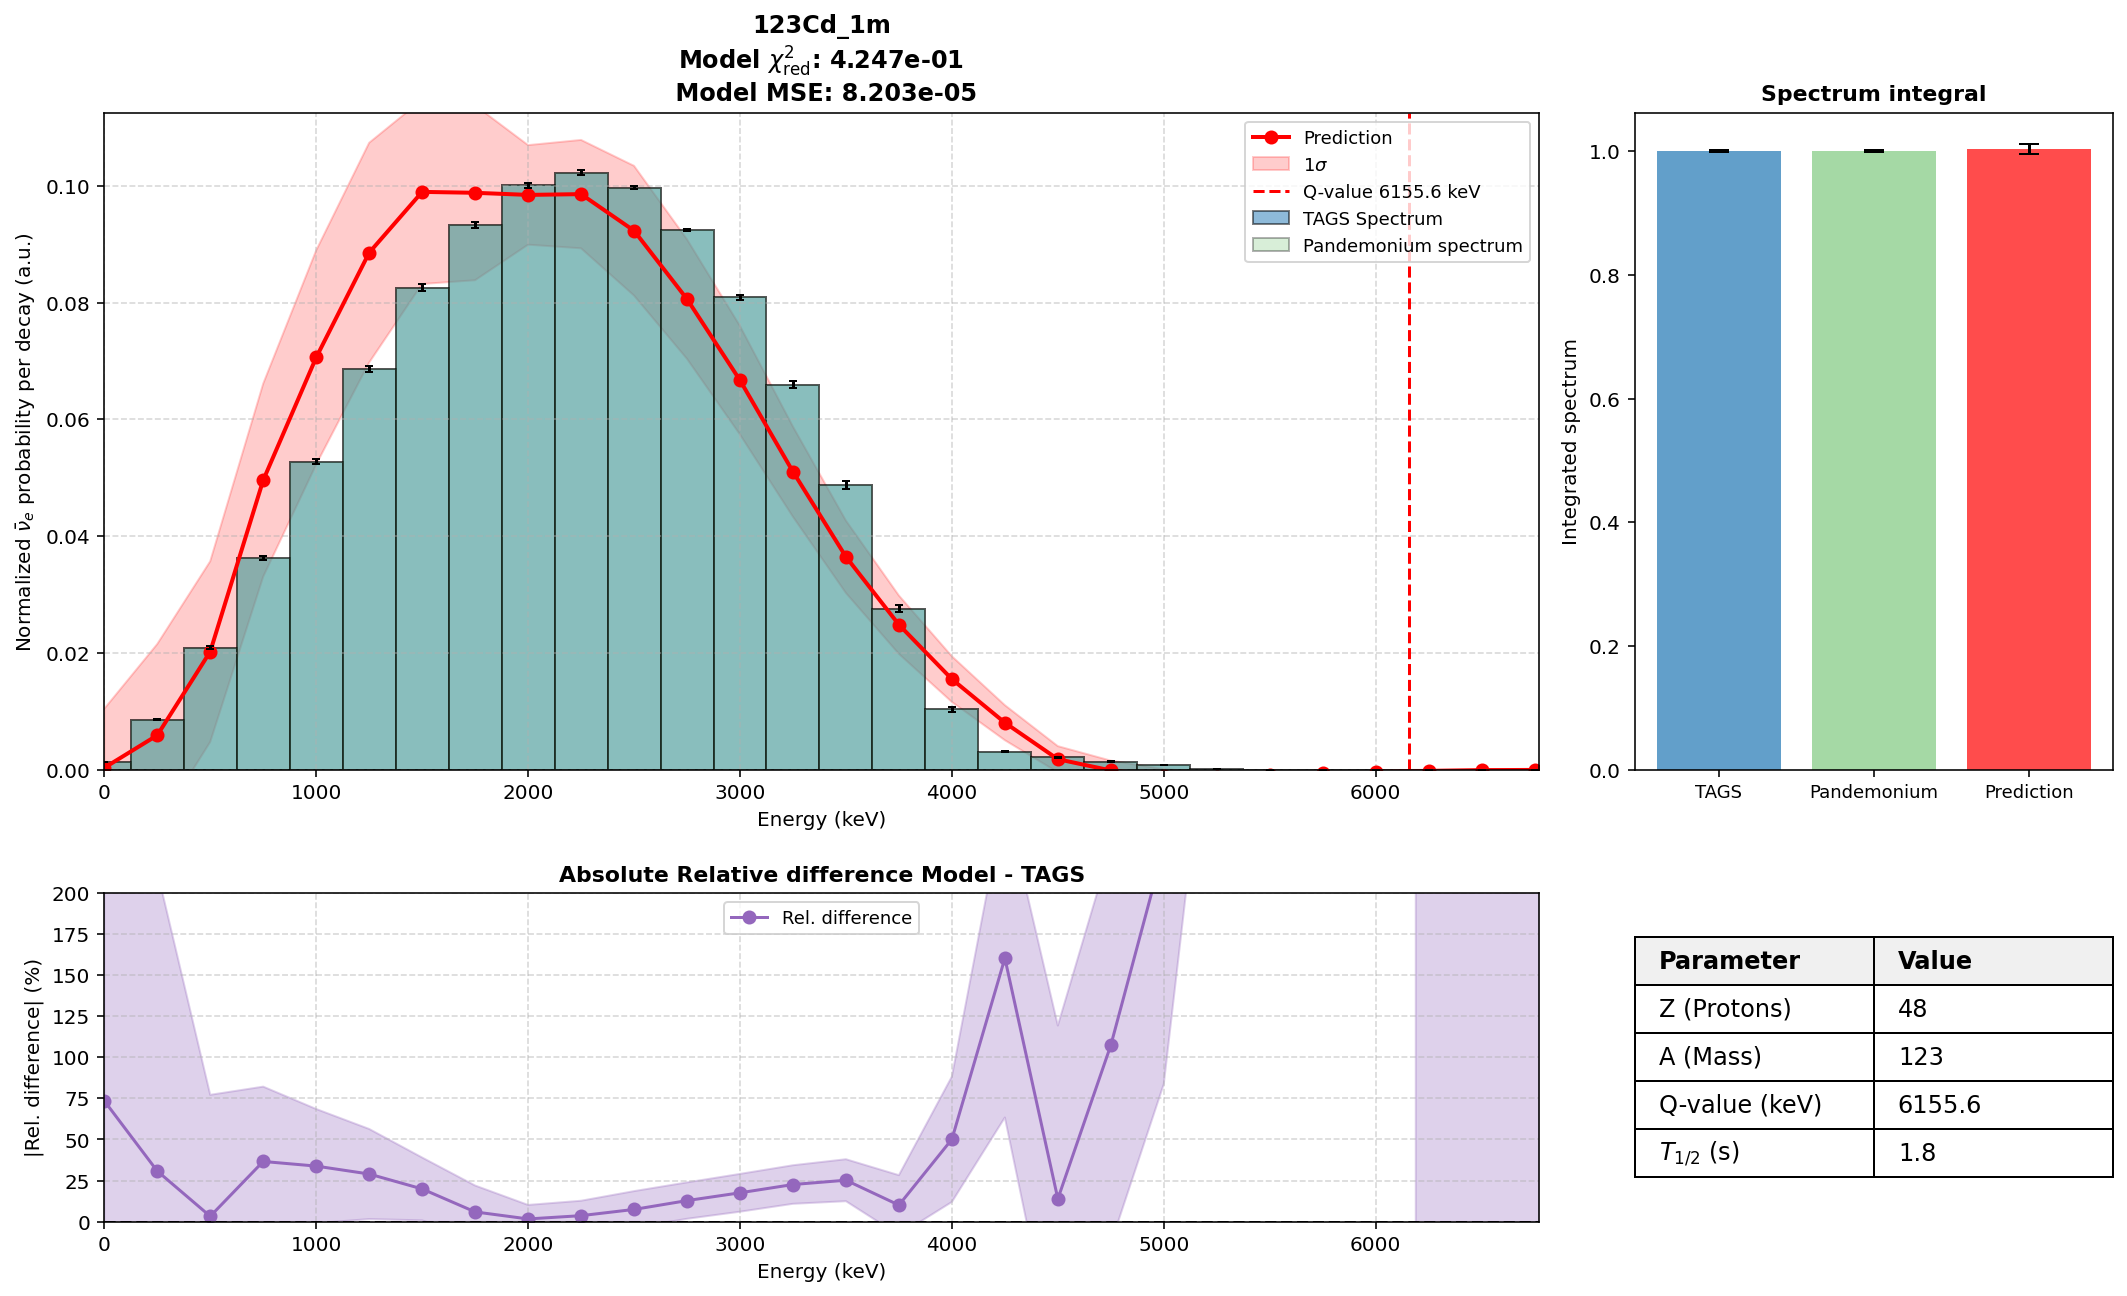 123Cd_1m
Model χ²red: 4.247e-01
Model MSE: 8.203e-05
Normalized ν̄e probability per decay (a.u.)
0.10
0.08
0.06
0.04
0.02
0.00
0 1000 2000 3000 4000 5000 6000
Energy (keV)
Prediction
1σ
Q-value 6155.6 keV
TAGS Spectrum
Pandemonium spectrum
Spectrum integral
Integrated spectrum
1.0
0.8
0.6
0.4
0.2
0.0
TAGS Pandemonium Prediction
Absolute Relative difference Model - TAGS
|Rel. difference| (%)
200
175
150
125
100
75
50
25
0
0 1000 2000 3000 4000 5000 6000
Energy (keV)
Rel. difference
Parameter Value
Z (Protons) 48
A (Mass) 123
Q-value (keV) 6155.6
T1/2 (s) 1.8